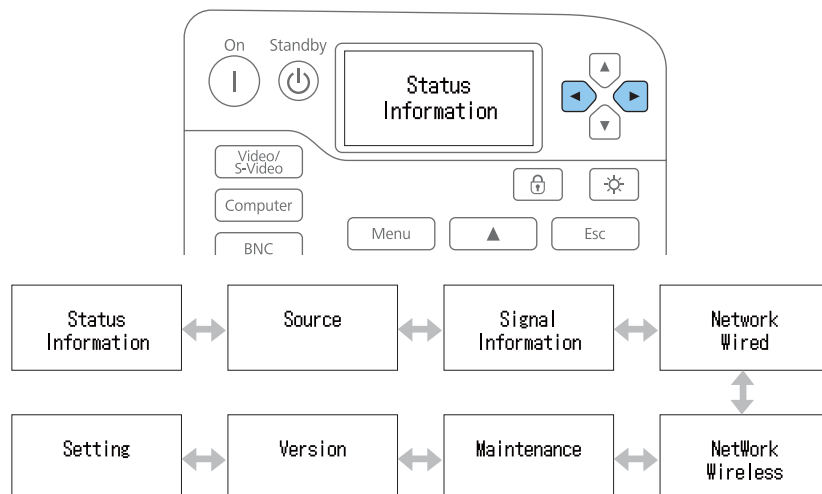 On Standby
Status
Information
Video/
S-Video
Computer
BNC
Menu
Esc
Status
Information
Source
Signal
Information
Network
Wired
Setting
Version
Maintenance
NetWork
Wireless